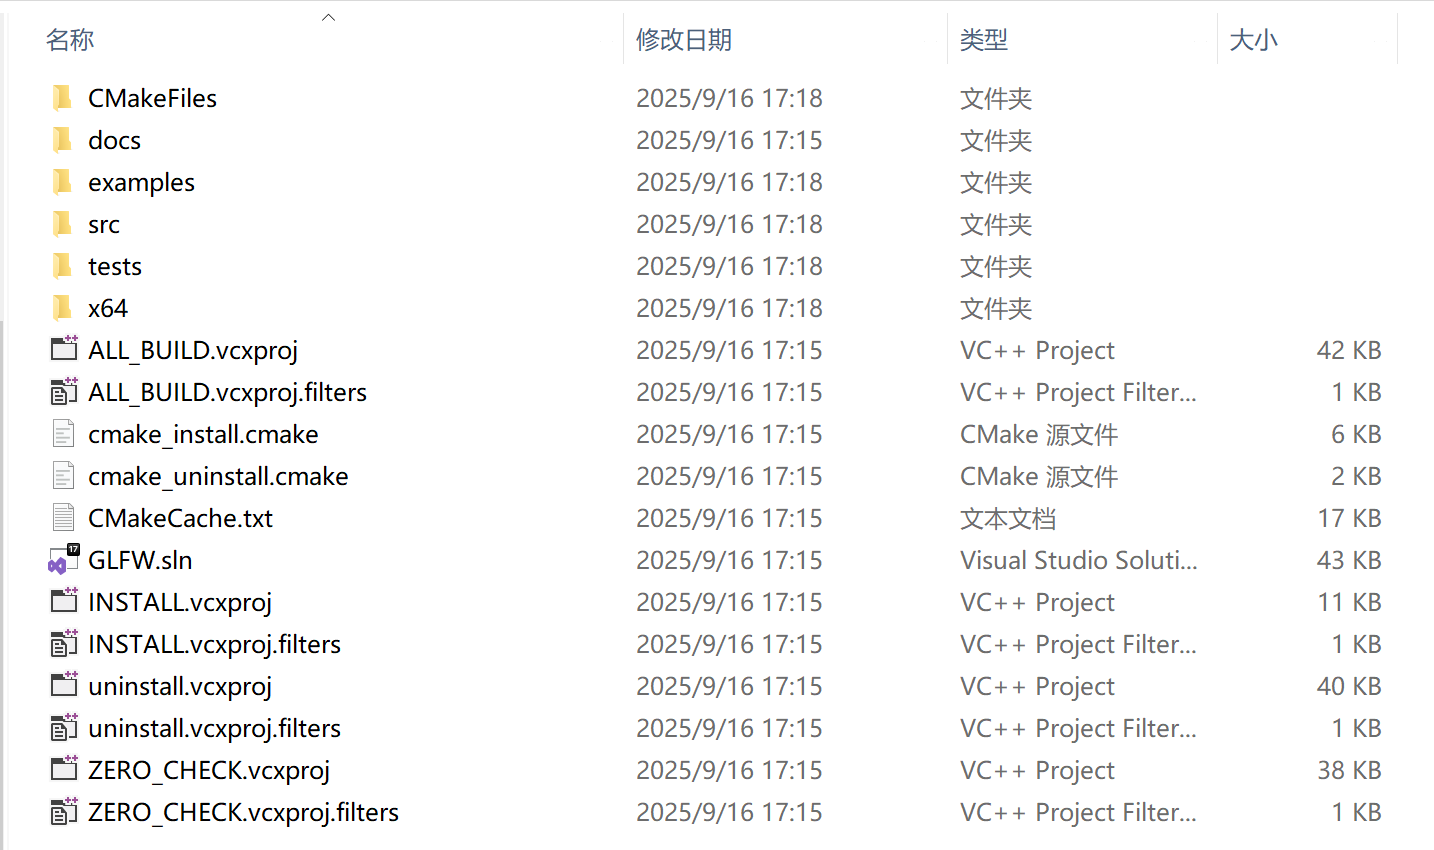 名称 修改日期 类型 大小
CMakeFiles 2025/9/16 17:18 文件夹
docs 2025/9/16 17:15 文件夹
examples 2025/9/16 17:18 文件夹
src 2025/9/16 17:18 文件夹
tests 2025/9/16 17:18 文件夹
x64 2025/9/16 17:18 文件夹
ALL_BUILD.vcxproj 2025/9/16 17:15 VC++ Project 42 KB
ALL_BUILD.vcxproj.filters 2025/9/16 17:15 VC++ Project Filter... 1 KB
cmake_install.cmake 2025/9/16 17:15 CMake 源文件 6 KB
cmake_uninstall.cmake 2025/9/16 17:15 CMake 源文件 2 KB
CMakeCache.txt 2025/9/16 17:15 文本文档 17 KB
17 GLFW.sln 2025/9/16 17:15 Visual Studio Soluti... 43 KB
INSTALL.vcxproj 2025/9/16 17:15 VC++ Project 11 KB
INSTALL.vcxproj.filters 2025/9/16 17:15 VC++ Project Filter... 1 KB
uninstall.vcxproj 2025/9/16 17:15 VC++ Project 40 KB
uninstall.vcxproj.filters 2025/9/16 17:15 VC++ Project Filter... 1 KB
ZERO_CHECK.vcxproj 2025/9/16 17:15 VC++ Project 38 KB
ZERO_CHECK.vcxproj.filters 2025/9/16 17:15 VC++ Project Filter... 1 KB